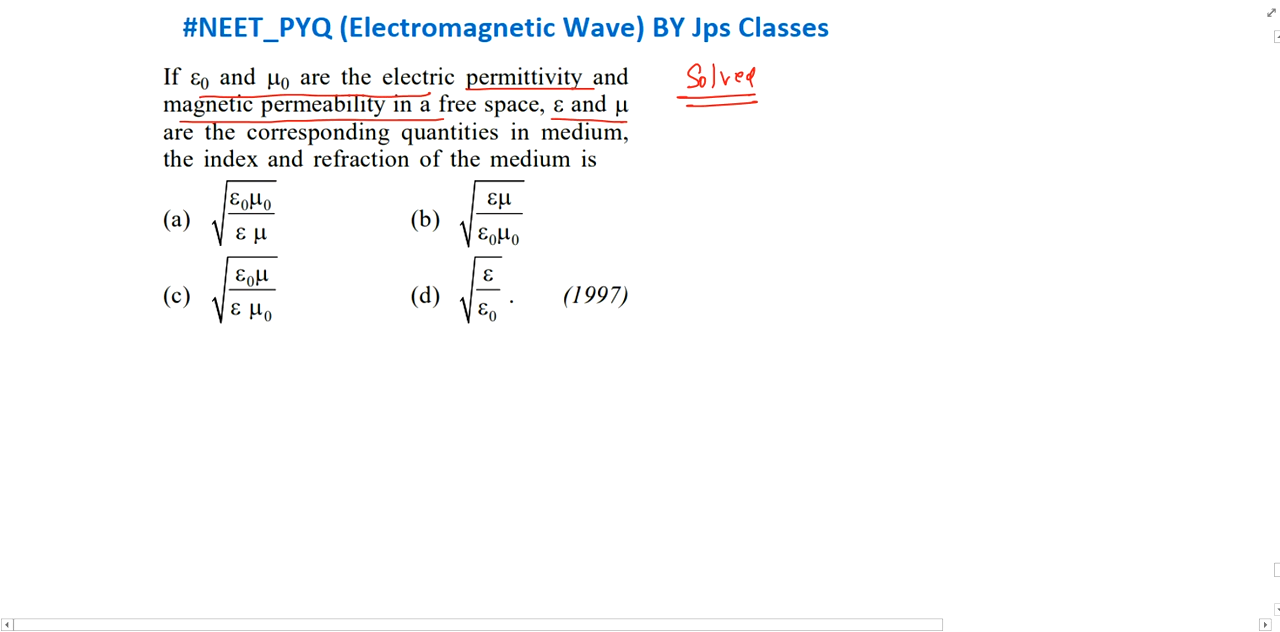 #NEET_PYQ (Electromagnetic Wave) BY Jps Classes
If ε₀ and μ₀ are the electric permittivity and
magnetic permeability in a free space, ε and μ
are the corresponding quantities in medium,
the index and refraction of the medium is
Solved
(a) √(ε₀μ₀/ε μ) (b) √(εμ/ε₀μ₀)
(c) √(ε₀μ/ε μ₀) (d) √(ε/ε₀) . (1997)